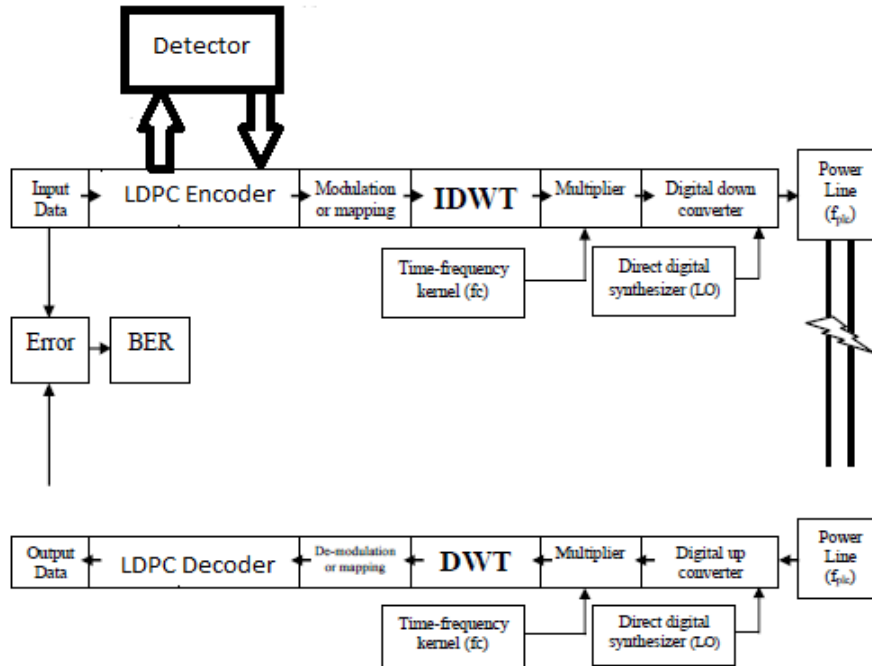 Detector
Input
Data
LDPC Encoder
Modulation
or mapping
IDWT
Multiplier
Digital down
converter
Power
Line
(fplc)
Time-frequency
kernel (fc)
Direct digital
synthesizer (LO)
Error
BER
Output
Data
LDPC Decoder
De-modulation
or mapping
DWT
Multiplier
Digital up
converter
Power
Line
(fplc)
Time-frequency
kernel (fc)
Direct digital
synthesizer (LO)